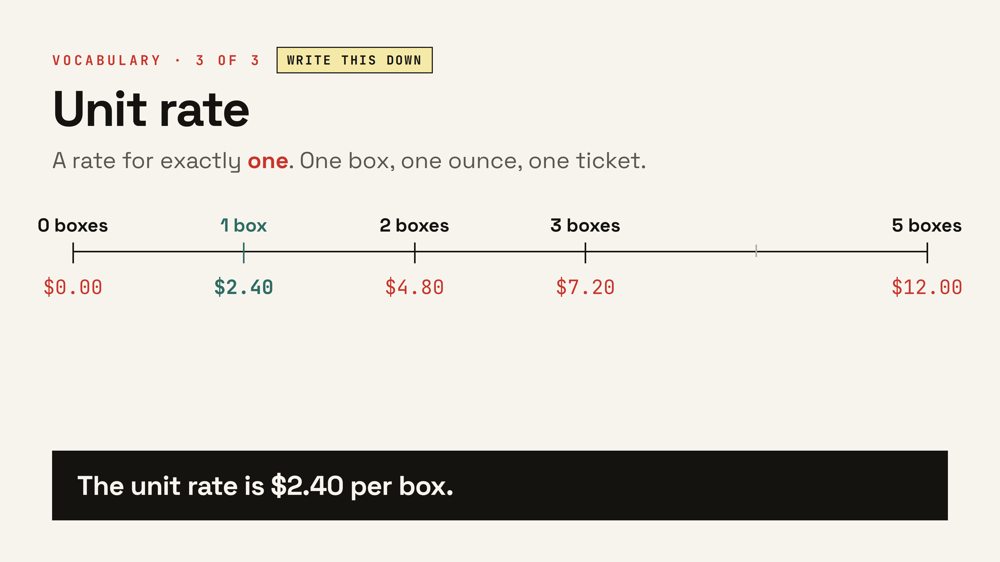 VOCABULARY · 3 OF 3 WRITE THIS DOWN
Unit rate
A rate for exactly one. One box, one ounce, one ticket.
0 boxes 1 box 2 boxes 3 boxes 5 boxes
$0.00 $2.40 $4.80 $7.20 $12.00
The unit rate is $2.40 per box.